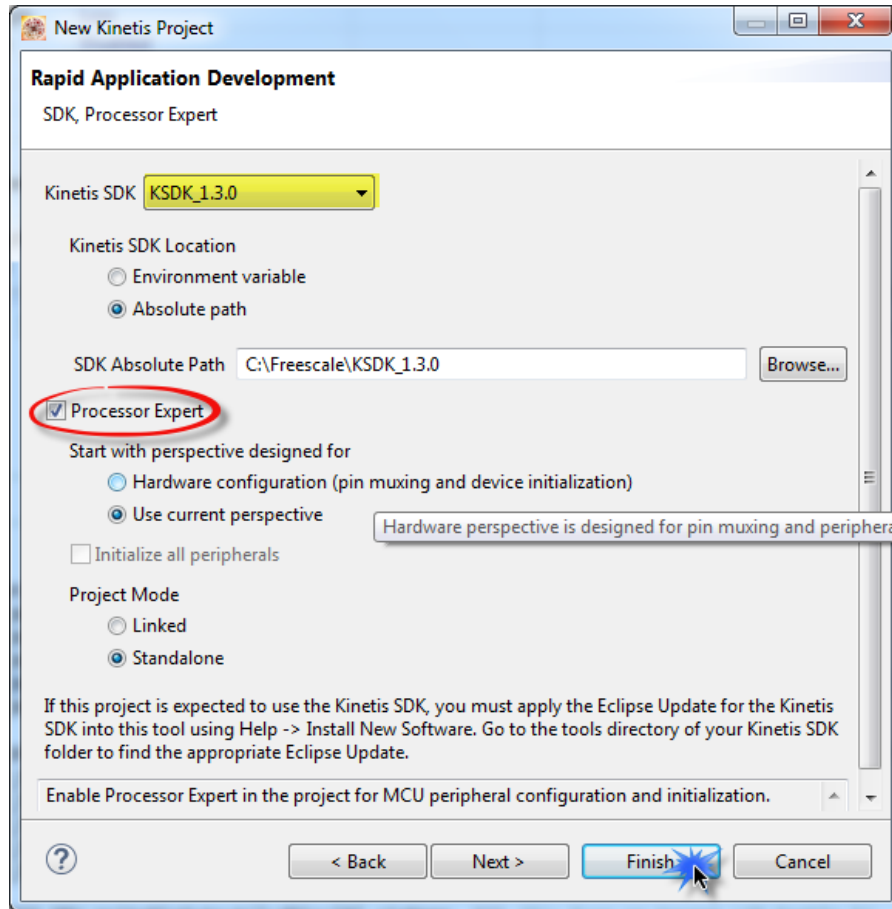 New Kinetis Project
Rapid Application Development
SDK, Processor Expert
Kinetis SDK KSDK_1.3.0
Kinetis SDK Location
Environment variable
Absolute path
SDK Absolute Path C:\Freescale\KSDK_1.3.0 Browse...
Processor Expert
Start with perspective designed for
Hardware configuration (pin muxing and device initialization)
Use current perspective
Hardware perspective is designed for pin muxing and periphera
Initialize all peripherals
Project Mode
Linked
Standalone
If this project is expected to use the Kinetis SDK, you must apply the Eclipse Update for the Kinetis
SDK into this tool using Help -> Install New Software. Go to the tools directory of your Kinetis SDK
folder to find the appropriate Eclipse Update.
Enable Processor Expert in the project for MCU peripheral configuration and initialization.
? < Back Next > Finish Cancel